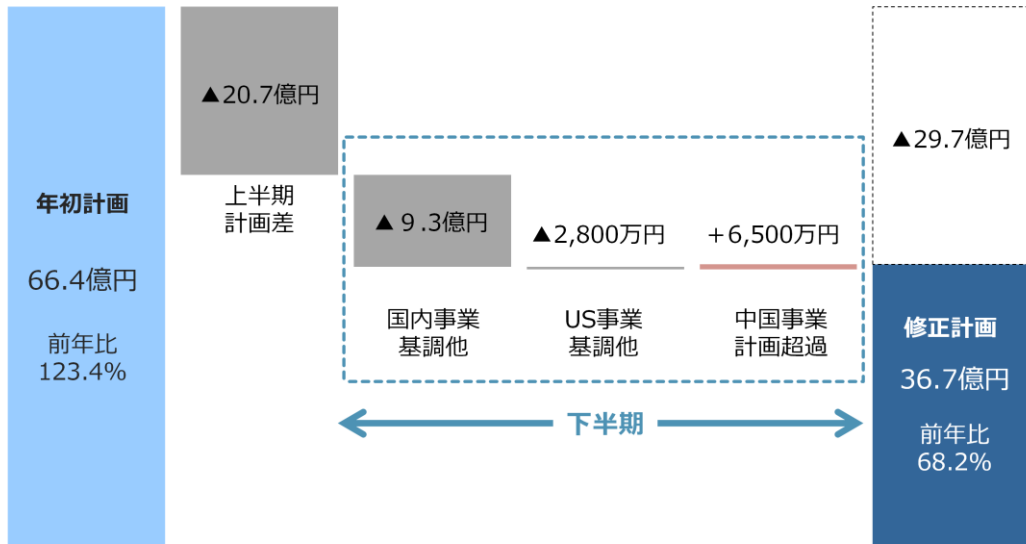 年初計画
66.4億円
前年比
123.4%
▲20.7億円
上半期
計画差
▲ 9.3億円
国内事業
基調他
▲2,800万円
US事業
基調他
+6,500万円
中国事業
計画超過
下半期
▲29.7億円
修正計画
36.7億円
前年比
68.2%